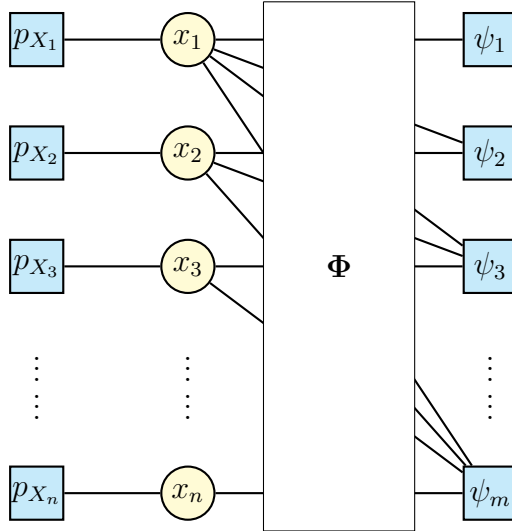 p_{X_1} x_1 ψ_1
p_{X_2} x_2 ψ_2
p_{X_3} x_3 Φ ψ_3
⋮ ⋮ ⋮
p_{X_n} x_n ψ_m